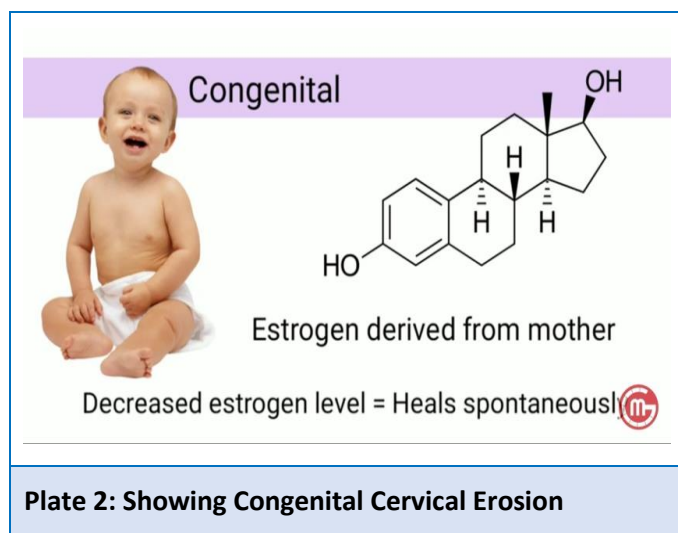 Congenital
OH
H
H
H
HO
Estrogen derived from mother
Decreased estrogen level = Heals spontaneously
Plate 2: Showing Congenital Cervical Erosion